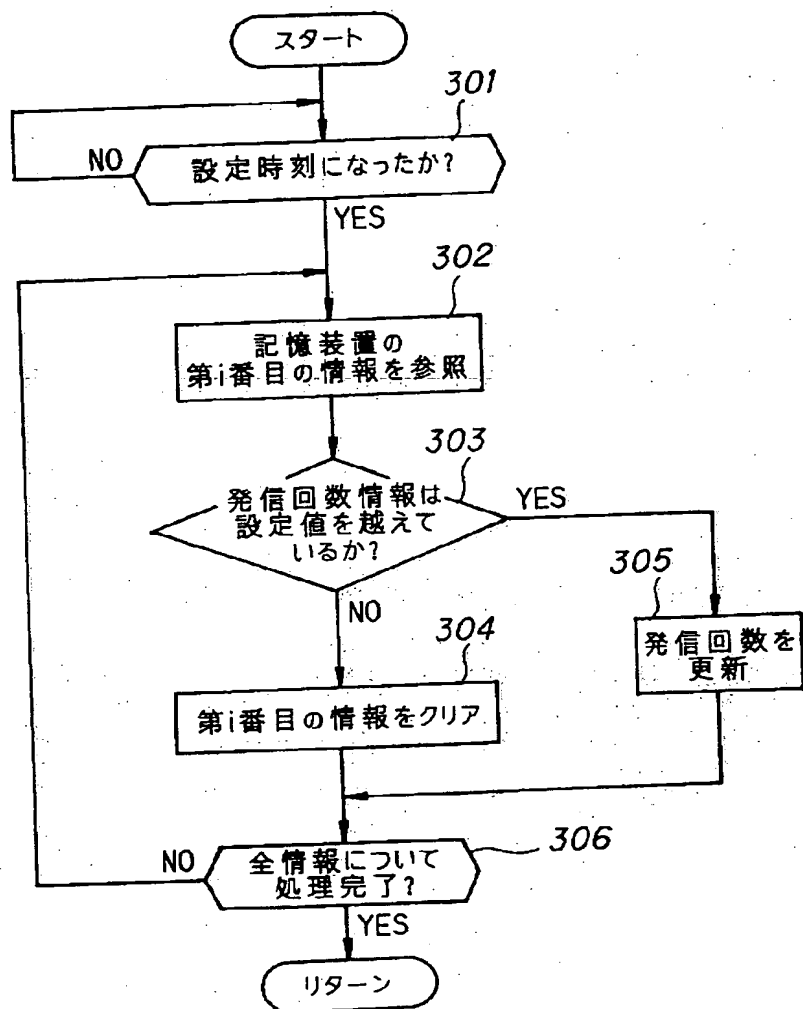 スタート
301
設定時刻になったか?
NO
YES
302
記憶装置の
第i番目の情報を参照
303
発信回数情報は
設定値を越えて
いるか?
YES
NO
305
発信回数を
更新
304
第i番目の情報をクリア
306
全情報について
処理完了?
NO
YES
リターン